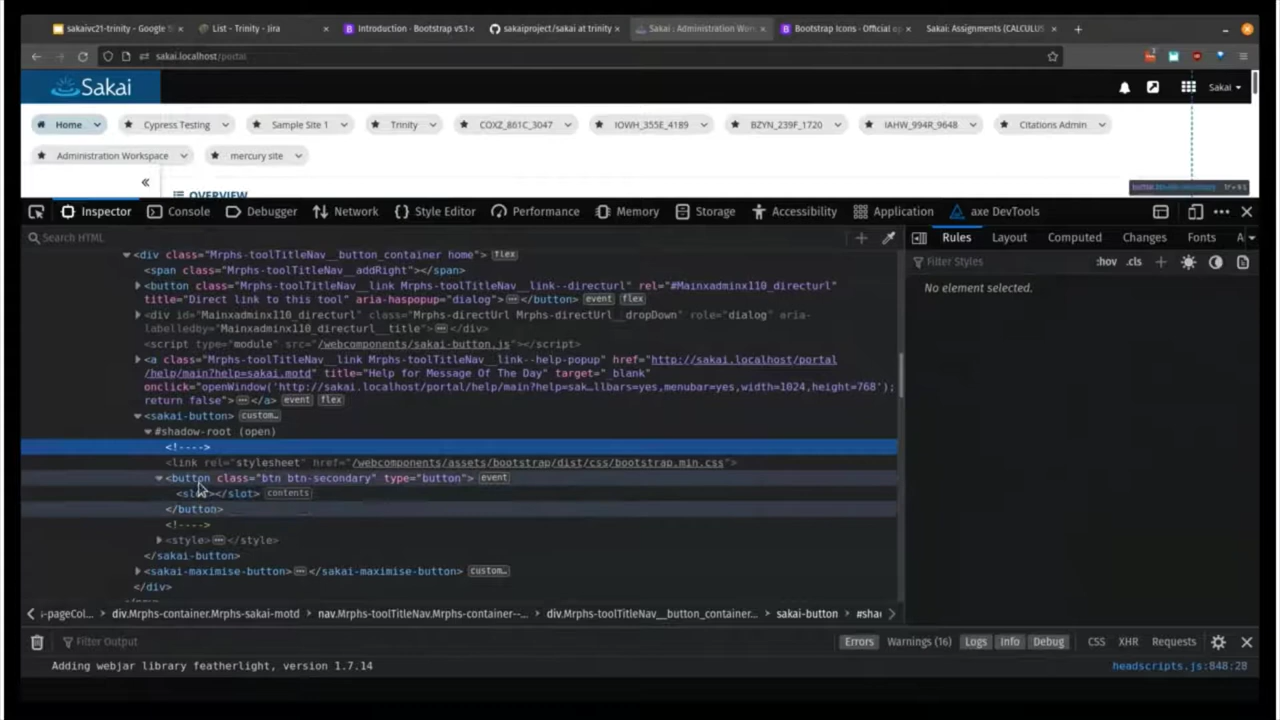 sakaivc21-trinity - Google S
List - Trinity - Jira
Introduction · Bootstrap v5.1
sakaiproject/sakai at trinity
Sakai : Administration Wor
Bootstrap Icons · Official o
Sakai: Assignments (CALCULUS
sakai.localhost/portal
Sakai
Sakai
Home
Cypress Testing
Sample Site 1
Trinity
COXZ_861C_3047
IOWH_355E_4189
BZYN_239F_1720
IAHW_994R_9648
Citations Admin
Administration Workspace
mercury site
OVERVIEW
Inspector
Console
Debugger
Network
Style Editor
Performance
Memory
Storage
Accessibility
Application
axe DevTools
Search HTML
Rules
Layout
Computed
Changes
Fonts
A
Filter Styles
:hov .cls
No element selected.
<div class="Mrphs-toolTitleNav__button_container home"> flex
<span class="Mrphs-toolTitleNav__addRight"></span>
<button class="Mrphs-toolTitleNav__link Mrphs-toolTitleNav__link--directurl" rel="#Mainxadminx110_directurl"
title="Direct link to this tool" aria-haspopup="dialog"></button> event flex
<div id="Mainxadminx110_directurl" class="Mrphs-directUrl Mrphs-directUrl__dropDown" role="dialog" aria-
labelledby="Mainxadminx110_directurl__title"></div>
<script type="module" src="/webcomponents/sakai-button.js"></script>
<a class="Mrphs-toolTitleNav__link Mrphs-toolTitleNav__link--help-popup" href="http://sakai.localhost/portal
/help/main?help=sakai.motd" title="Help for Message Of The Day" target="_blank"
onclick="openWindow('http://sakai.localhost/portal/help/main?help=sak…llbars=yes,menubar=yes,width=1024,height=768');
return false"></a> event flex
<sakai-button> custom…
#shadow-root (open)
<!---->
<link rel="stylesheet" href="/webcomponents/assets/bootstrap/dist/css/bootstrap.min.css">
<button class="btn btn-secondary" type="button"> event
<slot></slot> contents
</button>
<!---->
<style></style>
</sakai-button>
<sakai-maximise-button></sakai-maximise-button> custom…
</div>
-pageCol…
div.Mrphs-container.Mrphs-sakai-motd
nav.Mrphs-toolTitleNav.Mrphs-container--…
div.Mrphs-toolTitleNav__button_container…
sakai-button
#shad
Filter Output
Errors
Warnings (16)
Logs
Info
Debug
CSS
XHR
Requests
Adding webjar library featherlight, version 1.7.14
headscripts.js:848:28